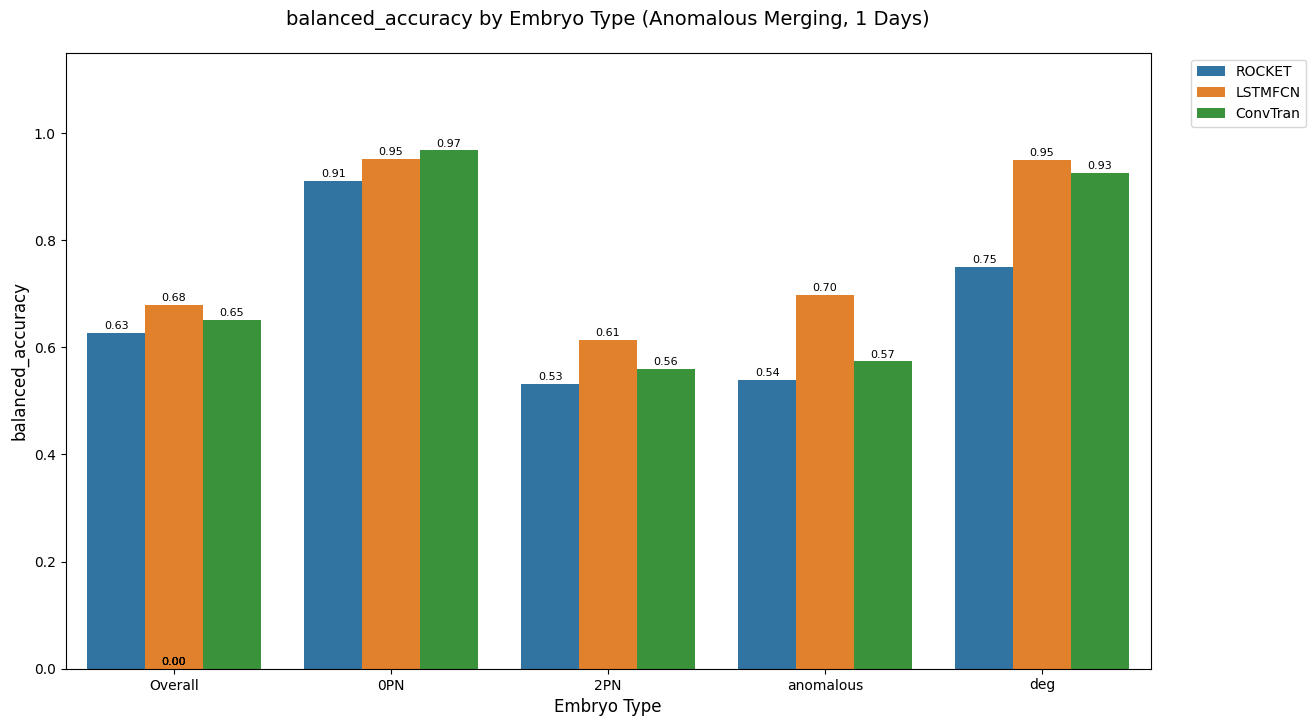 balanced_accuracy by Embryo Type (Anomalous Merging, 1 Days)
ROCKET
LSTMFCN
ConvTran
balanced_accuracy
1.0
0.8
0.6
0.4
0.2
0.0
0.63
0.68
0.65
0.00
0.91
0.95
0.97
0.53
0.61
0.56
0.54
0.70
0.57
0.75
0.95
0.93
Overall
0PN
2PN
anomalous
deg
Embryo Type